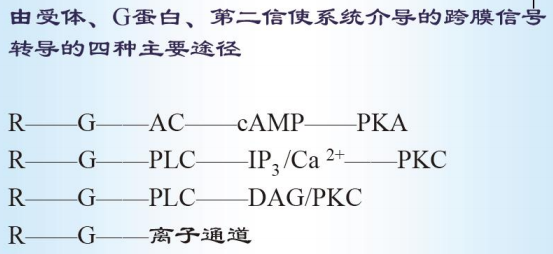 由受体、G蛋白、第二信使系统介导的跨膜信号
转导的四种主要途径
R——G——AC——cAMP——PKA
R——G——PLC——IP₃/Ca ²⁺——PKC
R——G——PLC——DAG/PKC
R——G——离子通道